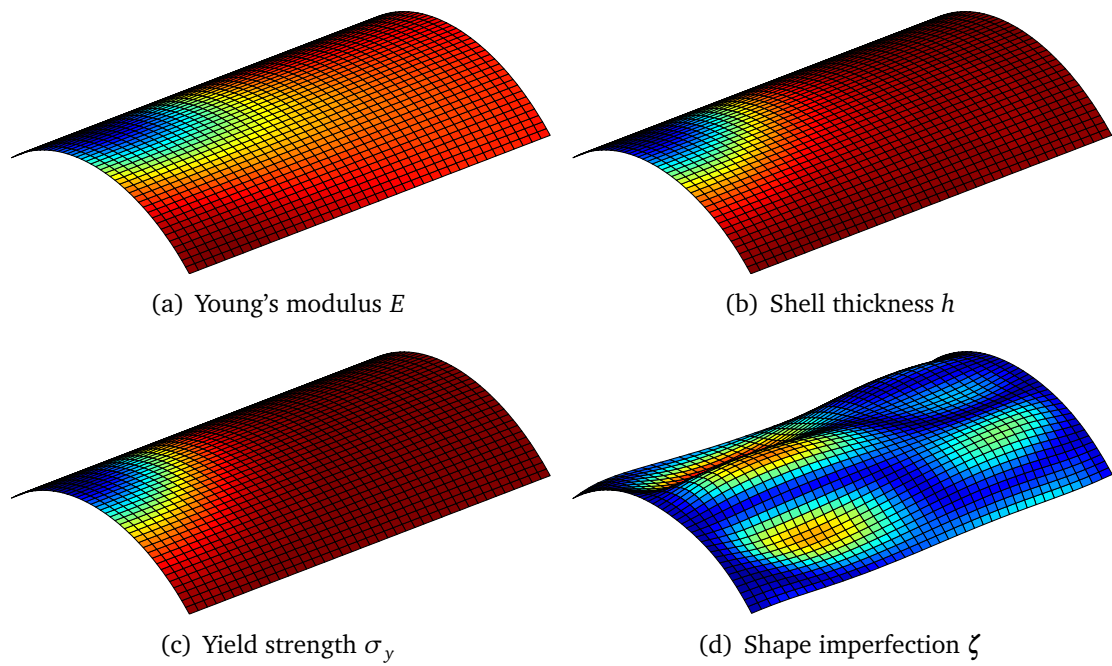 (a) Young's modulus E
(b) Shell thickness h
(c) Yield strength σ_y
(d) Shape imperfection ζ